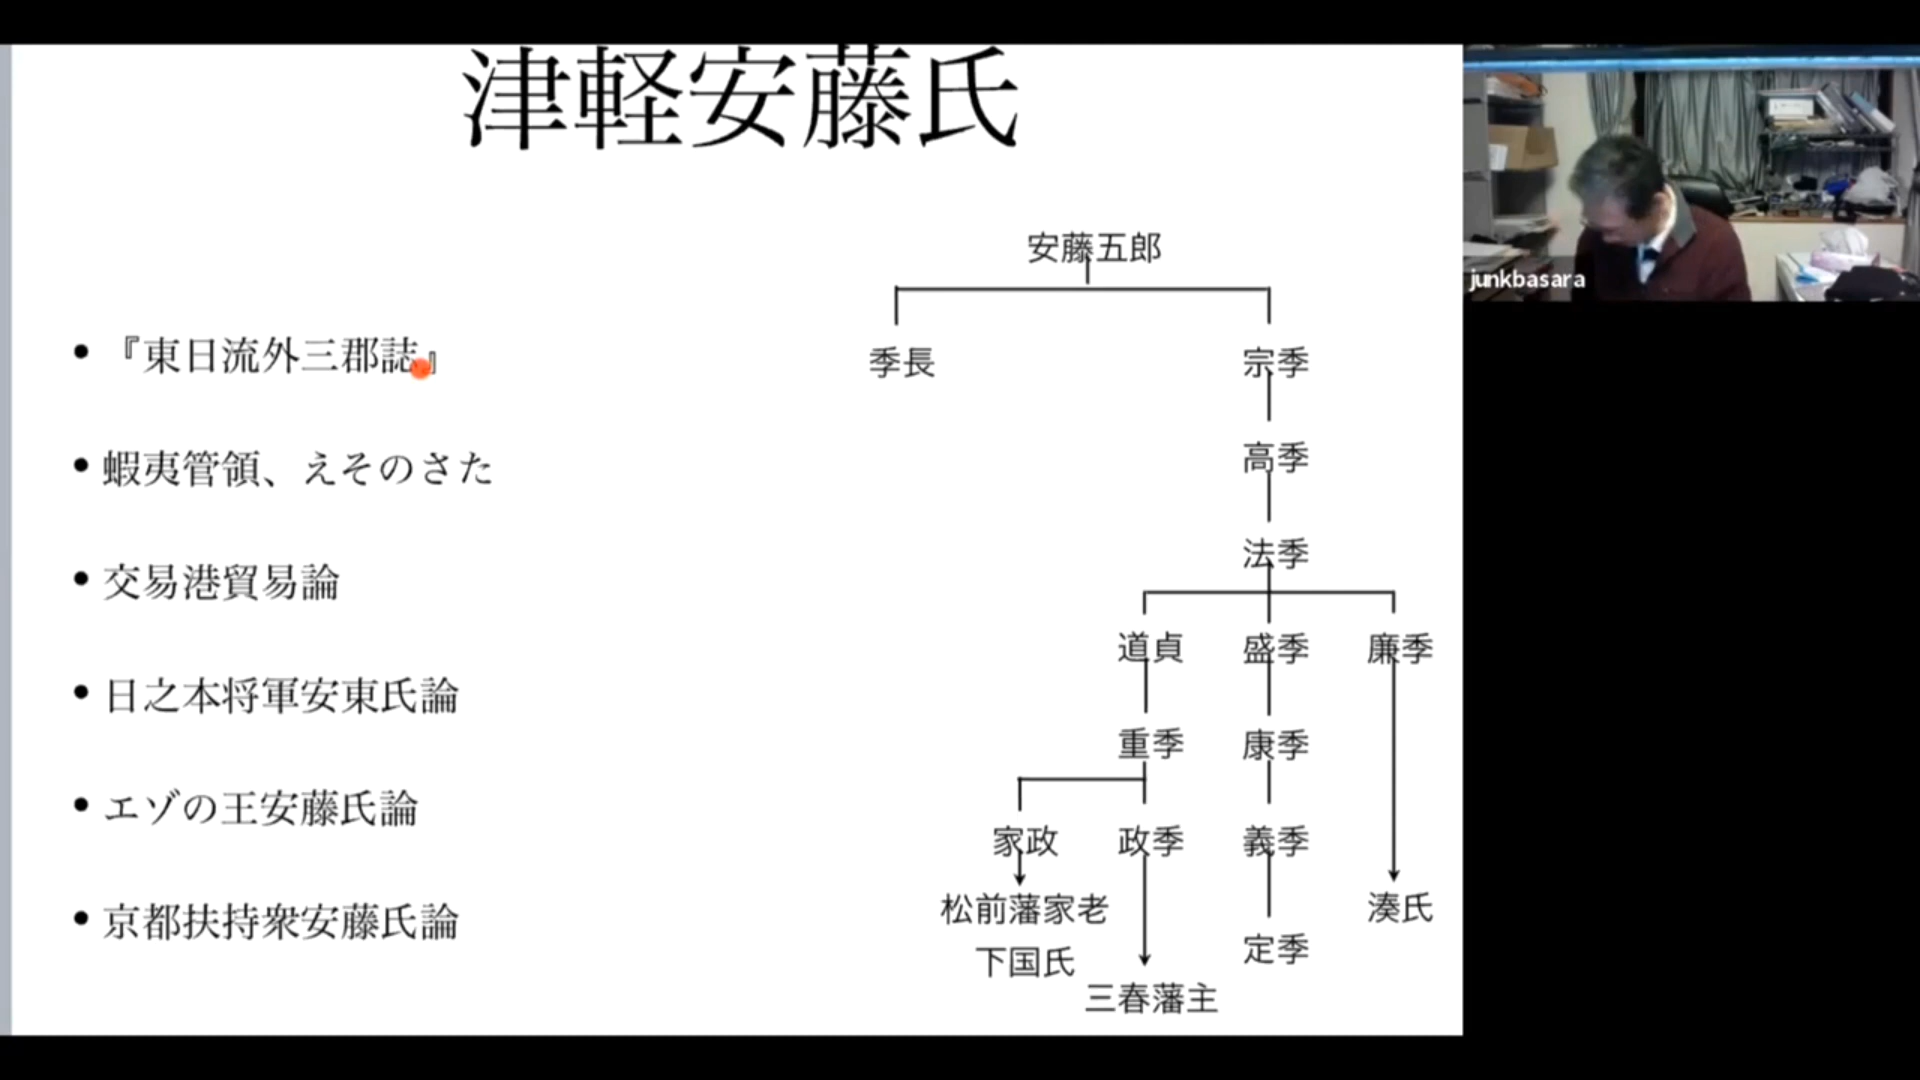 津軽安藤氏
• 『東日流外三郡誌』
• 蝦夷管領、えそのさた
• 交易港貿易論
• 日之本将軍安東氏論
• エゾの王安藤氏論
• 京都扶持衆安藤氏論
安藤五郎
季長 宗季
高季
法季
道貞 盛季 廉季
重季 康季
家政 政季 義季
松前藩家老 湊氏
下国氏 定季
三春藩主
junkbasara